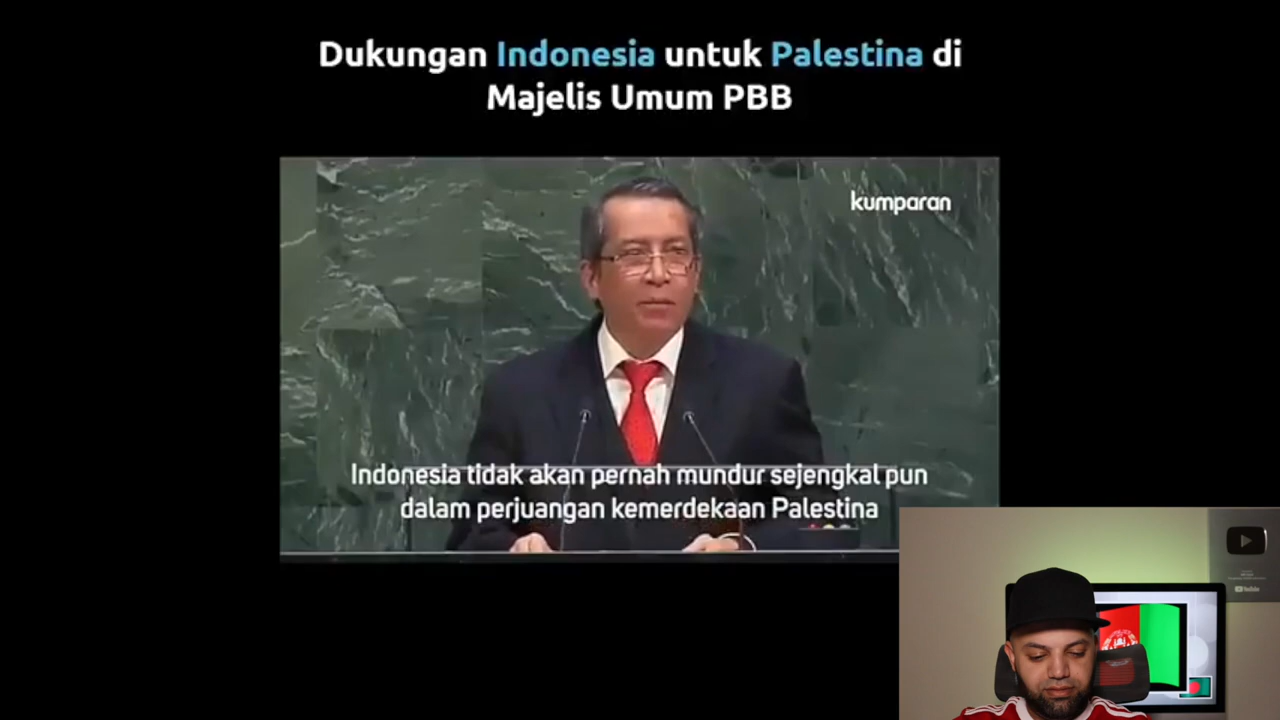 Dukungan Indonesia untuk Palestina di
Majelis Umum PBB
kumparan
Indonesia tidak akan pernah mundur sejengkal pun
dalam perjuangan kemerdekaan Palestina